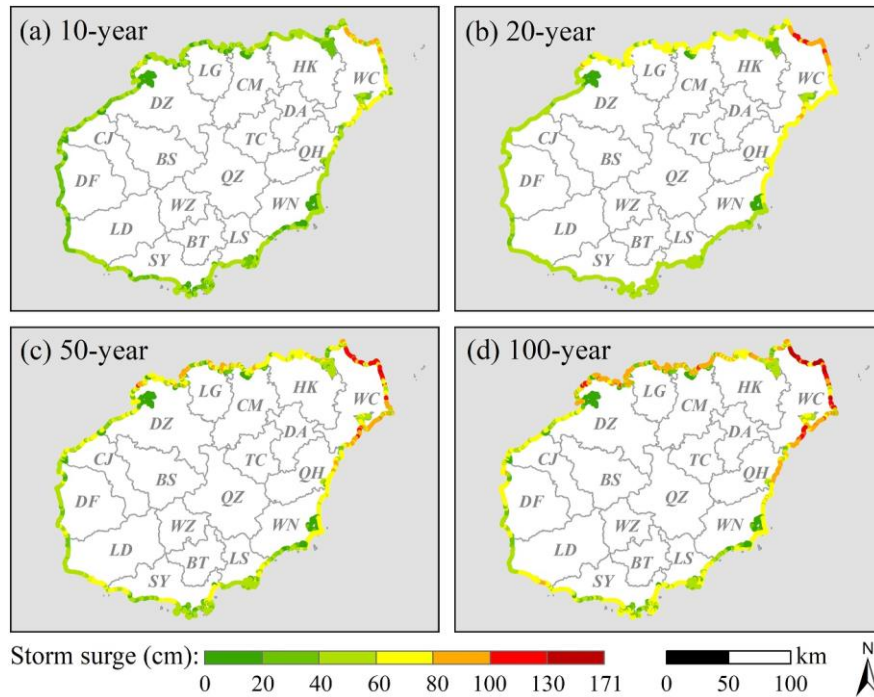 (a) 10-year
LG
HK
WC
CM
DZ
DA
CJ
TC
BS
QH
QZ
DF
WZ
WN
LD
BT
LS
SY
(b) 20-year
LG
HK
WC
CM
DZ
DA
CJ
TC
BS
QH
QZ
DF
WZ
WN
LD
BT
LS
SY
(c) 50-year
LG
HK
WC
CM
DZ
DA
CJ
TC
BS
QH
QZ
DF
WZ
WN
LD
BT
LS
SY
(d) 100-year
LG
HK
WC
CM
DZ
DA
CJ
TC
BS
QH
QZ
DF
WZ
WN
LD
BT
LS
SY
Storm surge (cm):
0 20 40 60 80 100 130 171
km
0 50 100
N